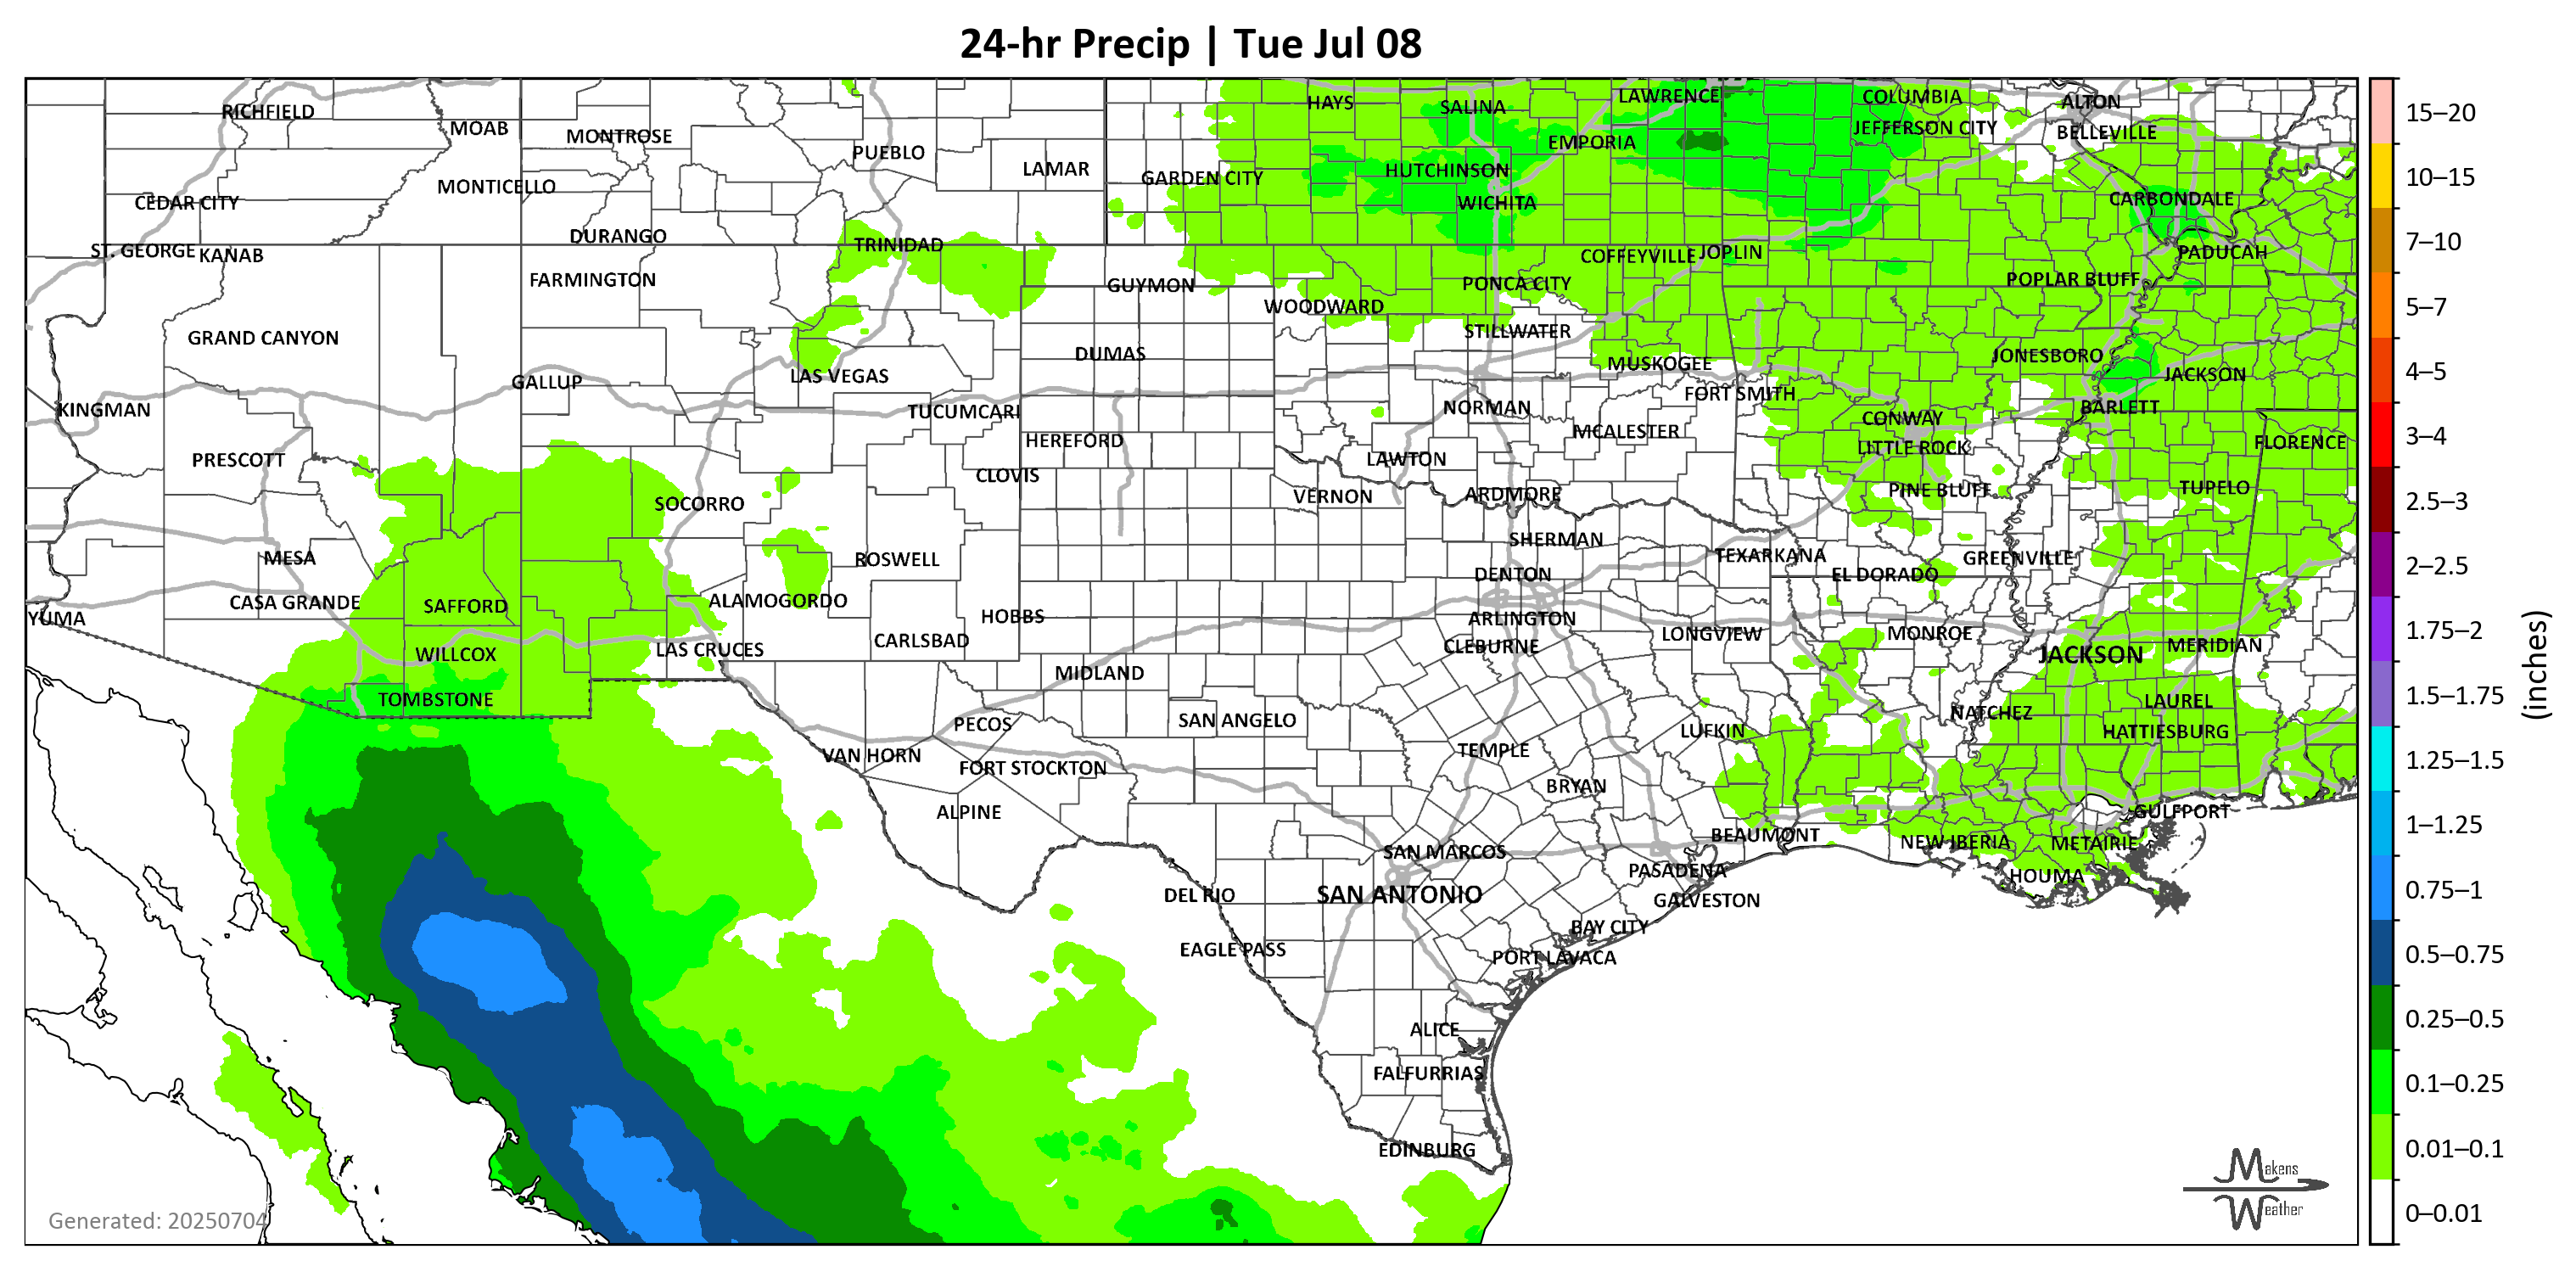 24-hr Precip | Tue Jul 08
RICHFIELD
MOAB
MONTROSE
PUEBLO
LAMAR
HAYS
SALINA
LAWRENCE
COLUMBIA
ALTON
JEFFERSON CITY
BELLEVILLE
EMPORIA
HUTCHINSON
GARDEN CITY
MONTICELLO
CEDAR CITY
WICHITA
CARBONDALE
DURANGO
TRINIDAD
ST. GEORGE
KANAB
COFFEYVILLE
JOPLIN
PADUCAH
FARMINGTON
GUYMON
PONCA CITY
POPLAR BLUFF
WOODWARD
GRAND CANYON
STILLWATER
DUMAS
JONESBORO
MUSKOGEE
LAS VEGAS
JACKSON
GALLUP
FORT SMITH
KINGMAN
TUCUMCARI
NORMAN
BARLETT
CONWAY
MCALESTER
HEREFORD
FLORENCE
LITTLE ROCK
PRESCOTT
LAWTON
CLOVIS
TUPELO
PINE BLUFF
VERNON
ARDMORE
SOCORRO
SHERMAN
MESA
ROSWELL
TEXARKANA
GREENVILLE
DENTON
EL DORADO
CASA GRANDE
SAFFORD
ALAMOGORDO
YUMA
HOBBS
ARLINGTON
LONGVIEW
MONROE
CARLSBAD
CLEBURNE
MERIDIAN
LAS CRUCES
WILLCOX
JACKSON
MIDLAND
TOMBSTONE
LAUREL
NATCHEZ
PECOS
SAN ANGELO
LUFKIN
HATTIESBURG
VAN HORN
TEMPLE
FORT STOCKTON
BRYAN
ALPINE
GULFPORT
BEAUMONT
NEW IBERIA
METAIRIE
SAN MARCOS
PASADENA
HOUMA
DEL RIO
SAN ANTONIO
GALVESTON
BAY CITY
EAGLE PASS
PORT LAVACA
ALICE
FALFURRIAS
EDINBURG
Generated: 20250704
Makens
Weather
15–20
10–15
7–10
5–7
4–5
3–4
2.5–3
2–2.5
1.75–2
1.5–1.75
1.25–1.5
1–1.25
0.75–1
0.5–0.75
0.25–0.5
0.1–0.25
0.01–0.1
0–0.01
(inches)